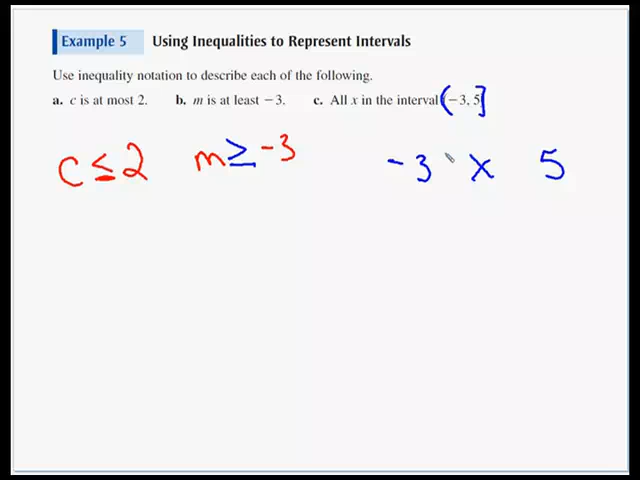 Example 5 Using Inequalities to Represent Intervals
Use inequality notation to describe each of the following.
a. c is at most 2. b. m is at least −3. c. All x in the interval (−3, 5]
c ≤ 2 m ≥ -3 -3 x 5